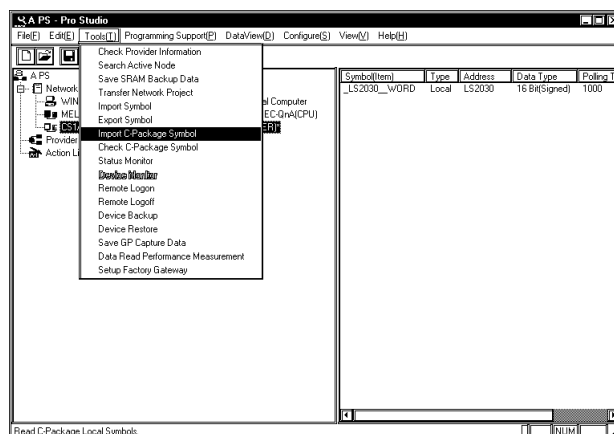 A PS - Pro Studio
File(F) Edit(E) Tools(T) Programming Support(P) DataView(D) Configure(S) View(V) Help(H)
Check Provider Information
Search Active Node
Save SRAM Backup Data
Transfer Network Project
Import Symbol
Export Symbol
Import C-Package Symbol
Check C-Package Symbol
Status Monitor
Device Monitor
Remote Logon
Remote Logoff
Device Backup
Device Restore
Save GP Capture Data
Data Read Performance Measurement
Setup Factory Gateway
A PS
Network
WIN
al Computer
MEL
EC-QnA(CPU)
CS1
ER)*
Provider
Action Li
Symbol(Item) Type Address Data Type Polling T
_LS2030__WORD Local LS2030 16 Bit(Signed) 1000
Read C-Package Local Symbols.
NUM